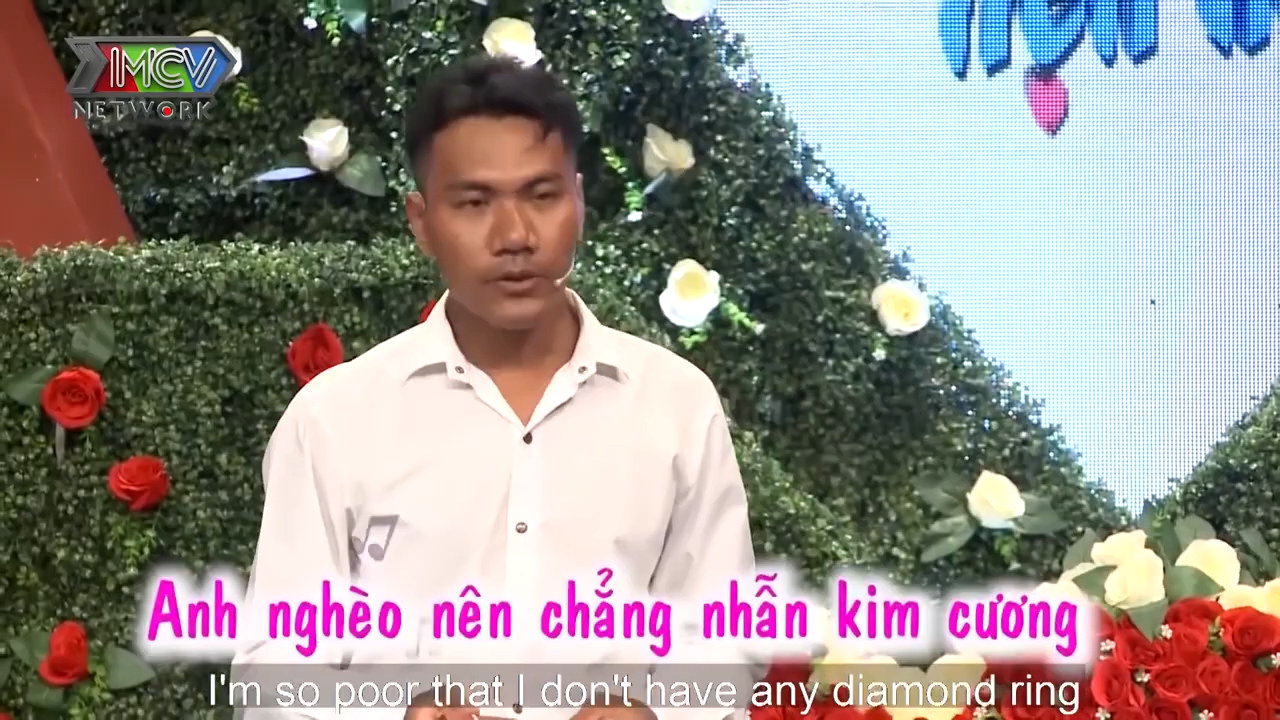 MCV
NETWORK
Anh nghèo nên chẳng nhẫn kim cương
I'm so poor that I don't have any diamond ring